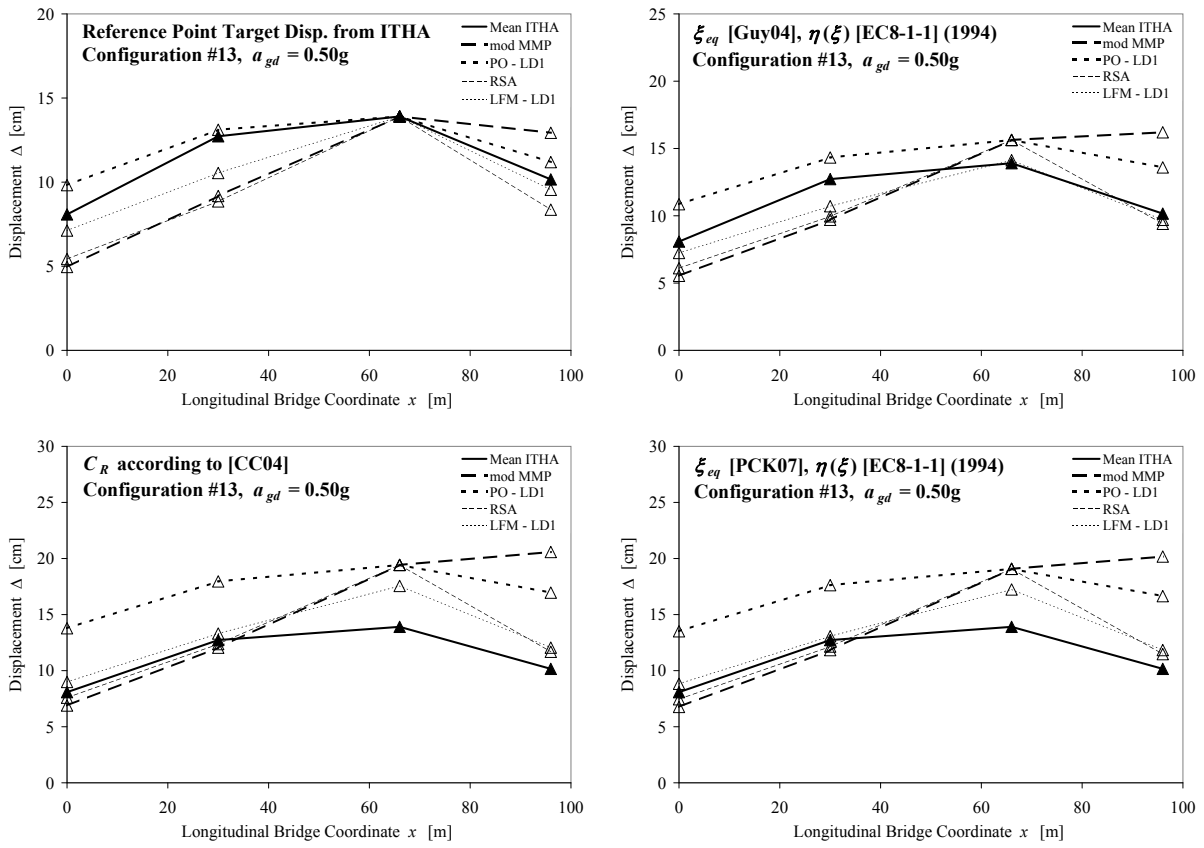 Reference Point Target Disp. from ITHA
Configuration #13, a gd = 0.50g
Mean ITHA
mod MMP
PO - LD1
RSA
LFM - LD1
20
15
10
5
0
Displacement Δ [cm]
0 20 40 60 80 100
Longitudinal Bridge Coordinate x [m]
ξ eq [Guy04], η(ξ) [EC8-1-1] (1994)
Configuration #13, a gd = 0.50g
Mean ITHA
mod MMP
PO - LD1
RSA
LFM - LD1
25
20
15
10
5
0
Displacement Δ [cm]
0 20 40 60 80 100
Longitudinal Bridge Coordinate x [m]
C R according to [CC04]
Configuration #13, a gd = 0.50g
Mean ITHA
mod MMP
PO - LD1
RSA
LFM - LD1
30
25
20
15
10
5
0
Displacement Δ [cm]
0 20 40 60 80 100
Longitudinal Bridge Coordinate x [m]
ξ eq [PCK07], η(ξ) [EC8-1-1] (1994)
Configuration #13, a gd = 0.50g
Mean ITHA
mod MMP
PO - LD1
RSA
LFM - LD1
30
25
20
15
10
5
0
Displacement Δ [cm]
0 20 40 60 80 100
Longitudinal Bridge Coordinate x [m]